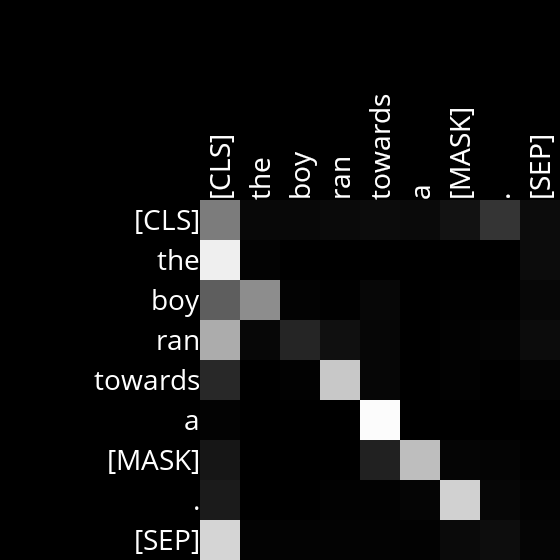 [CLS] the boy ran towards a [MASK] . [SEP]
[CLS]
the
boy
ran
towards
a
[MASK]
.
[SEP]